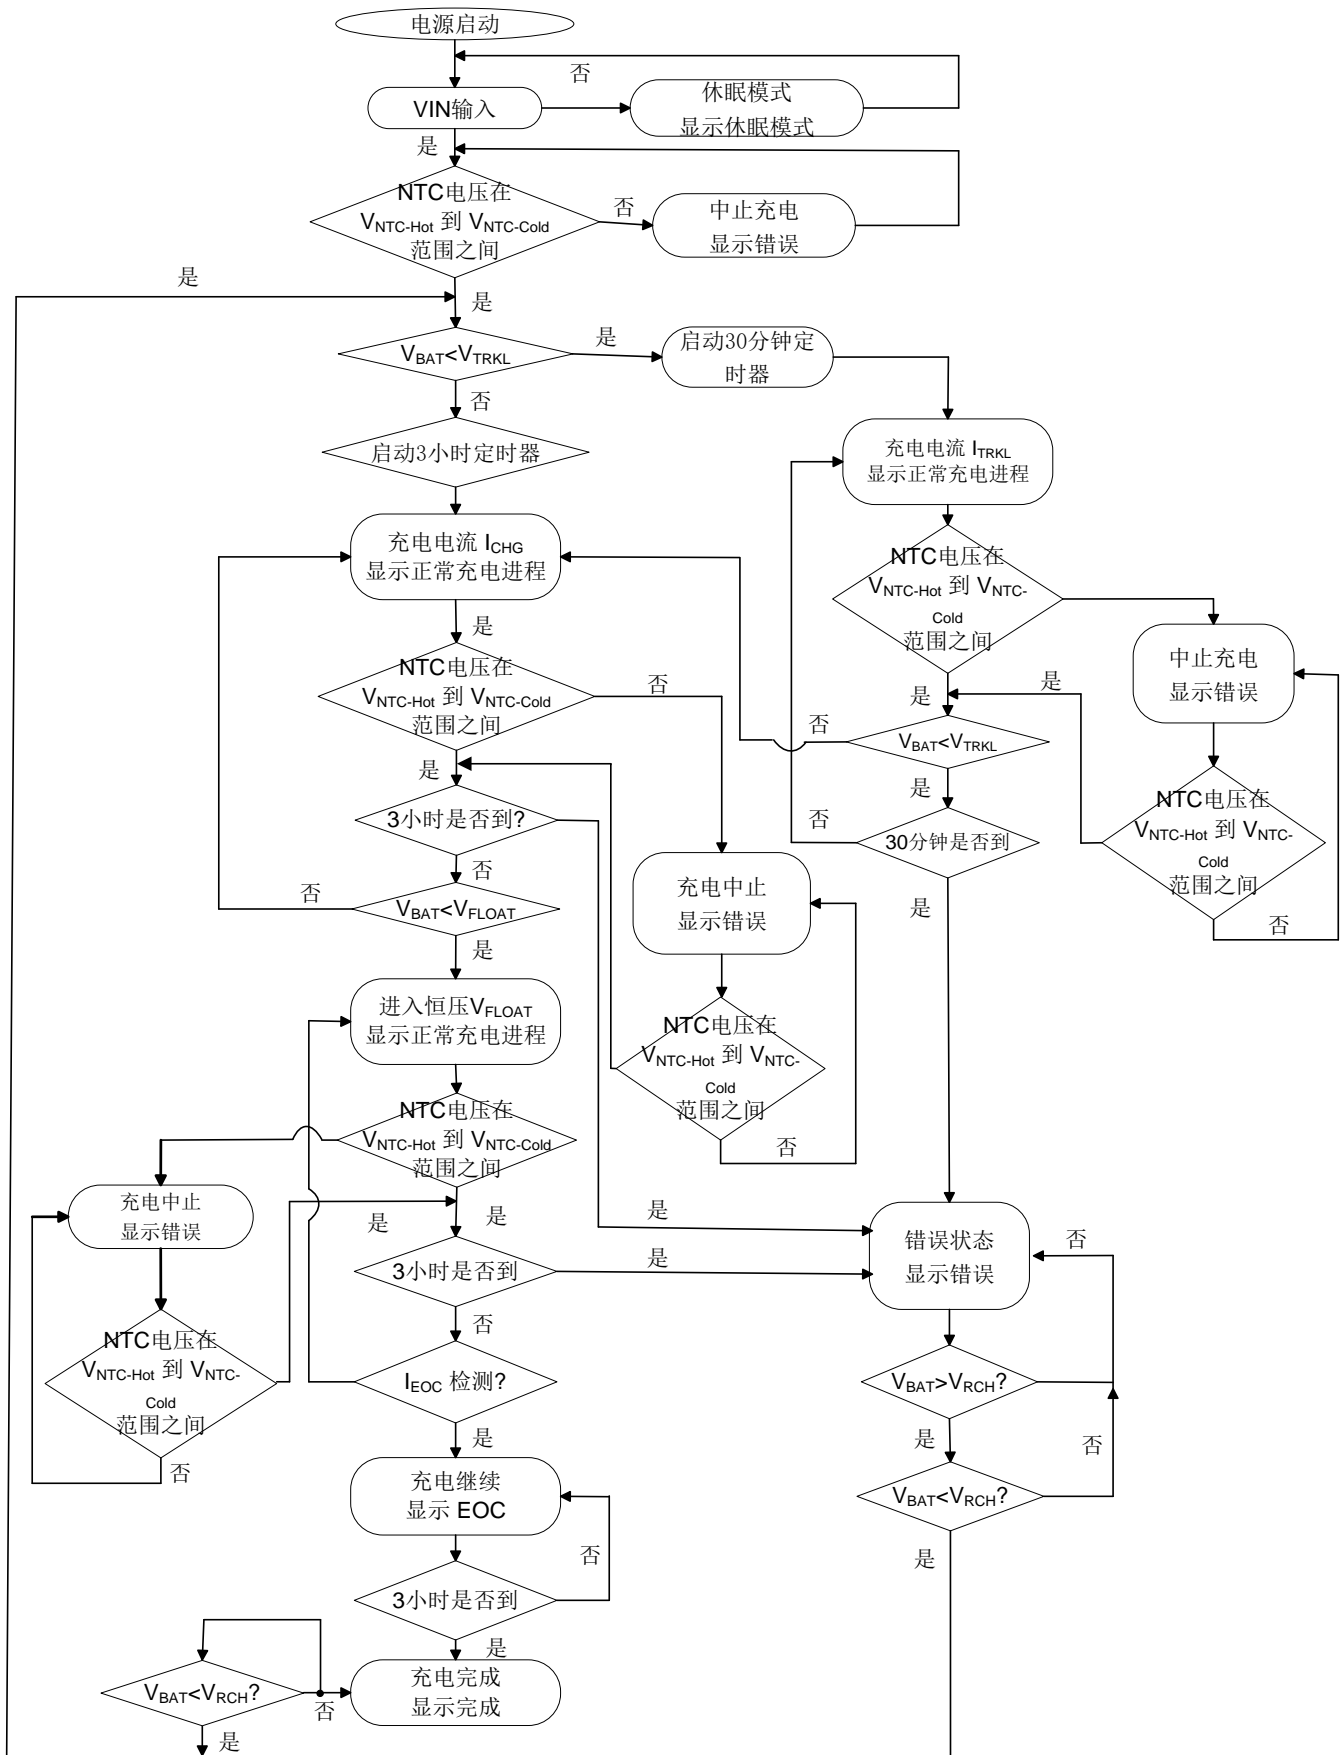 电源启动
否
VIN输入
休眠模式
显示休眠模式
是
NTC电压在
VNTC-Hot 到 VNTC-Cold
范围之间
否
中止充电
显示错误
是
是
VBAT<VTRKL
是
启动30分钟定
时器
否
启动3小时定时器
充电电流 ITRKL
显示正常充电进程
充电电流 ICHG
显示正常充电进程
NTC电压在
VNTC-Hot 到 VNTC-
Cold
范围之间
是
NTC电压在
VNTC-Hot 到 VNTC-Cold
范围之间
否
中止充电
显示错误
是
是
否
VBAT<VTRKL
是
3小时是否到?
是
否
30分钟是否到
NTC电压在
VNTC-Hot 到 VNTC-
Cold
范围之间
否
否
否
VBAT<VFLOAT
充电中止
显示错误
是
是
进入恒压VFLOAT
显示正常充电进程
NTC电压在
VNTC-Hot 到 VNTC-
Cold
范围之间
否
NTC电压在
VNTC-Hot 到 VNTC-Cold
范围之间
充电中止
显示错误
是
是
是
错误状态
显示错误
否
3小时是否到
是
否
NTC电压在
VNTC-Hot 到 VNTC-
Cold
范围之间
否
IEOC 检测?
VBAT>VRCH?
是
是
否
充电继续
显示 EOC
VBAT<VRCH?
否
是
3小时是否到
是
VBAT<VRCH?
否
充电完成
显示完成
是